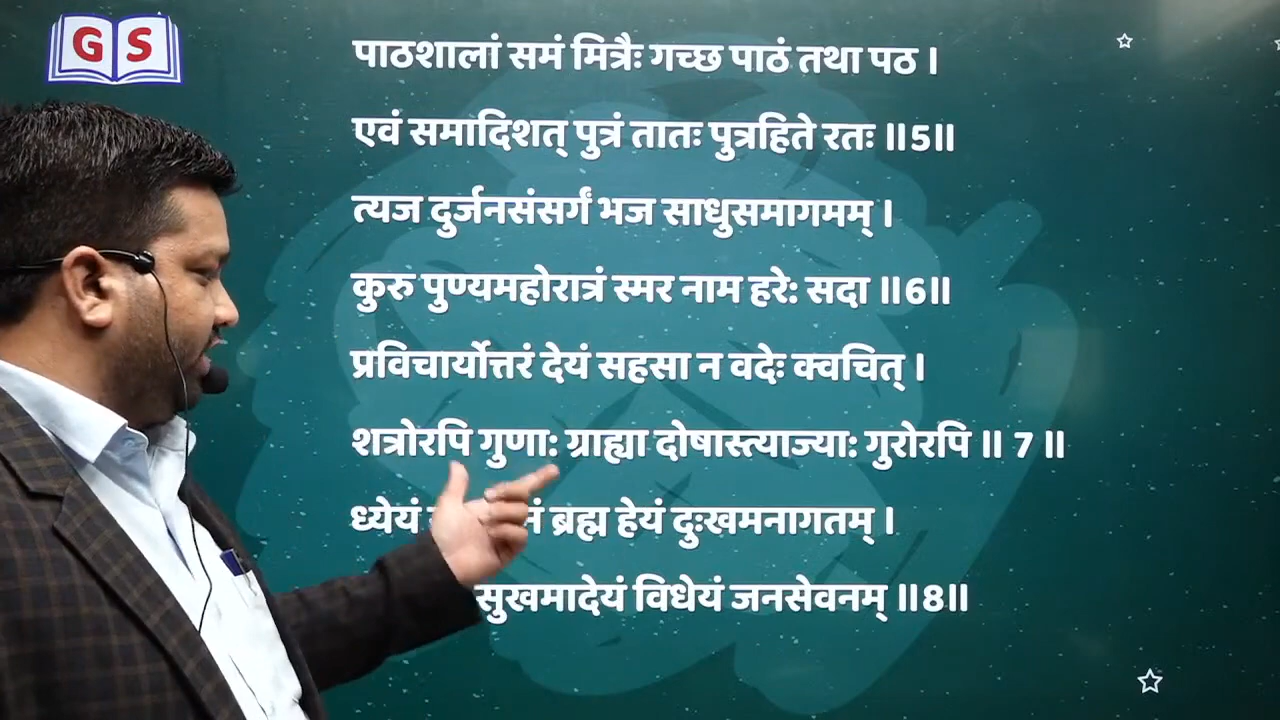 GS
पाठशालां समं मित्रैः गच्छ पाठं तथा पठ ।
एवं समादिशत् पुत्रं तातः पुत्रहिते रतः ॥5॥
त्यज दुर्जनसंसर्गं भज साधुसमागमम् ।
कुरु पुण्यमहोरात्रं स्मर नाम हरे: सदा ॥6॥
प्रविचार्योत्तरं देयं सहसा न वदेः क्वचित् ।
शत्रोरपि गुणा: ग्राह्या दोषास्त्याज्या: गुरोरपि ॥ 7 ॥
ध्येयं ब्रह्म हेयं दुःखमनागतम् ।
सुखमादेयं विधेयं जनसेवनम् ॥8॥